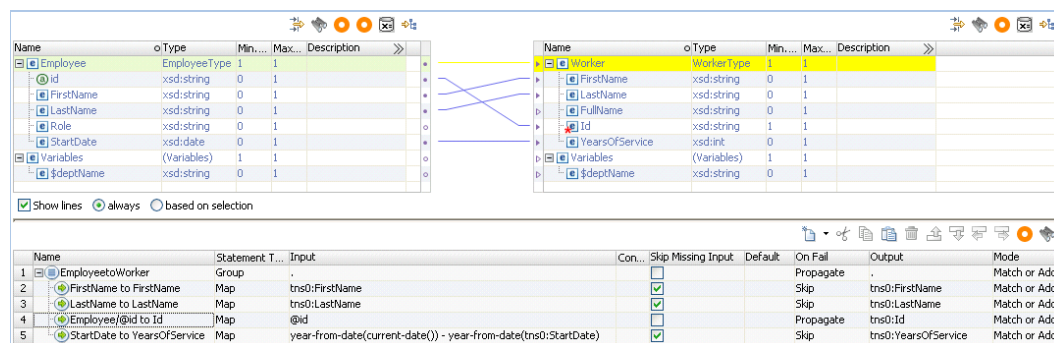 Name Type Min.... Max... Description
Employee EmployeeType 1 1
id xsd:string 0 1
FirstName xsd:string 0 1
LastName xsd:string 0 1
Role xsd:string 0 1
StartDate xsd:date 0 1
Variables (Variables) 1 1
$deptName xsd:string 0 1
Name Type Min.... Max... Description
Worker WorkerType 1 1
FirstName xsd:string 0 1
LastName xsd:string 0 1
FullName xsd:string 0 1
Id xsd:string 1 1
YearsOfService xsd:int 0 1
Variables (Variables) 1 1
$deptName xsd:string 0 1
Show lines always based on selection
Name Statement T... Input Con... Skip Missing Input Default On Fail Output Mode
1 EmployeetoWorker Group . Propagate . Match or Add
2 FirstName to FirstName Map tns0:FirstName Skip tns0:FirstName Match or Add
3 LastName to LastName Map tns0:LastName Skip tns0:LastName Match or Add
4 Employee/@id to Id Map @id Propagate tns0:Id Match or Add
5 StartDate to YearsOfService Map year-from-date(current-date()) - year-from-date(tns0:StartDate) Skip tns0:YearsOfService Match or Add